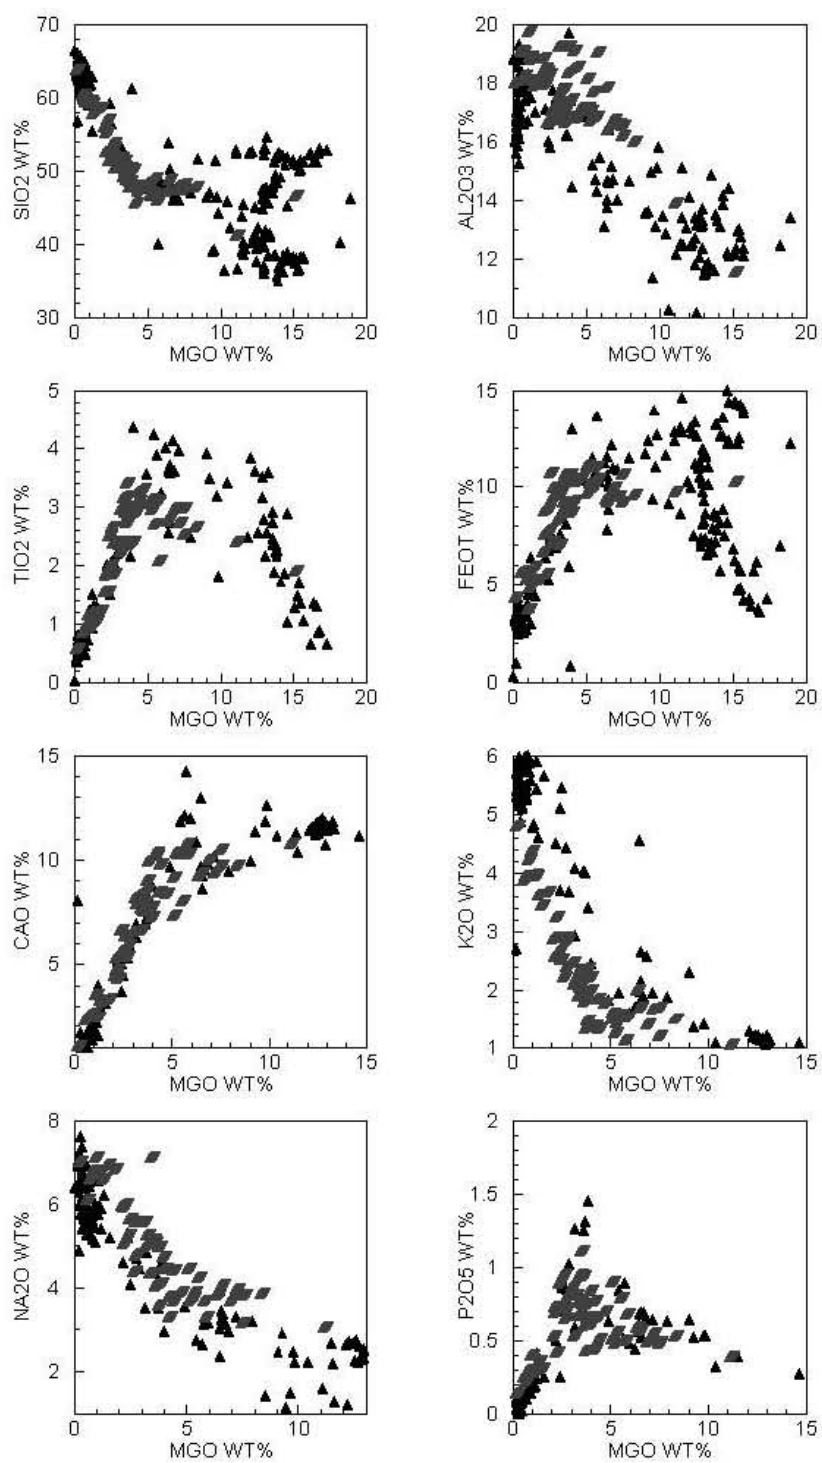 70
60
50
40
30
SIO2 WT%
0 5 10 15 20
MGO WT%
20
18
16
14
12
10
AL2O3 WT%
0 5 10 15 20
MGO WT%
5
4
3
2
1
0
TIO2 WT%
0 5 10 15 20
MGO WT%
15
10
5
0
FEOT WT%
0 5 10 15 20
MGO WT%
15
10
5
CAO WT%
0 5 10 15
MGO WT%
6
5
4
3
2
1
K2O WT%
0 5 10 15
MGO WT%
8
6
4
2
NA2O WT%
0 5 10
MGO WT%
2
1.5
1
0.5
0
P2O5 WT%
0 5 10 15
MGO WT%